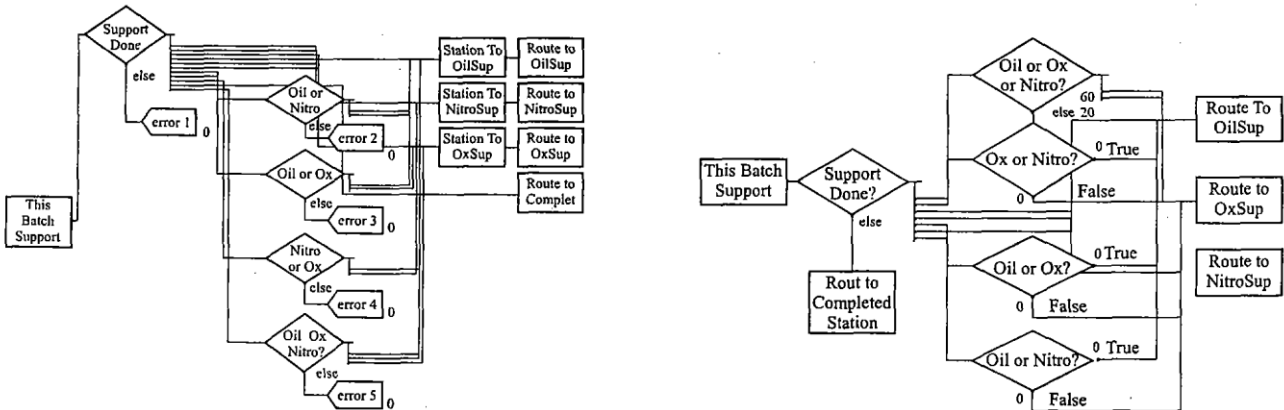 Support
Done
else
error 1
0
This
Batch
Support
Oil or
Nitro
else
error 2
0
Oil or Ox
else
error 3
0
Nitro
or Ox
else
error 4
0
Oil Ox
Nitro?
else
error 5
0
Station To
OilSup
Route to
OilSup
Station To
NitroSup
Route to
NitroSup
Station To
OxSup
Route to
OxSup
Route to
Complet
This Batch
Support
Support
Done?
else
Rout to
Completed
Station
Oil or Ox
or Nitro?
60
else 20
Ox or Nitro?
0 True
0 False
Oil or Ox?
0 True
0 False
Oil or Nitro?
0 True
0 False
Route To
OilSup
Route to
OxSup
Route to
NitroSup